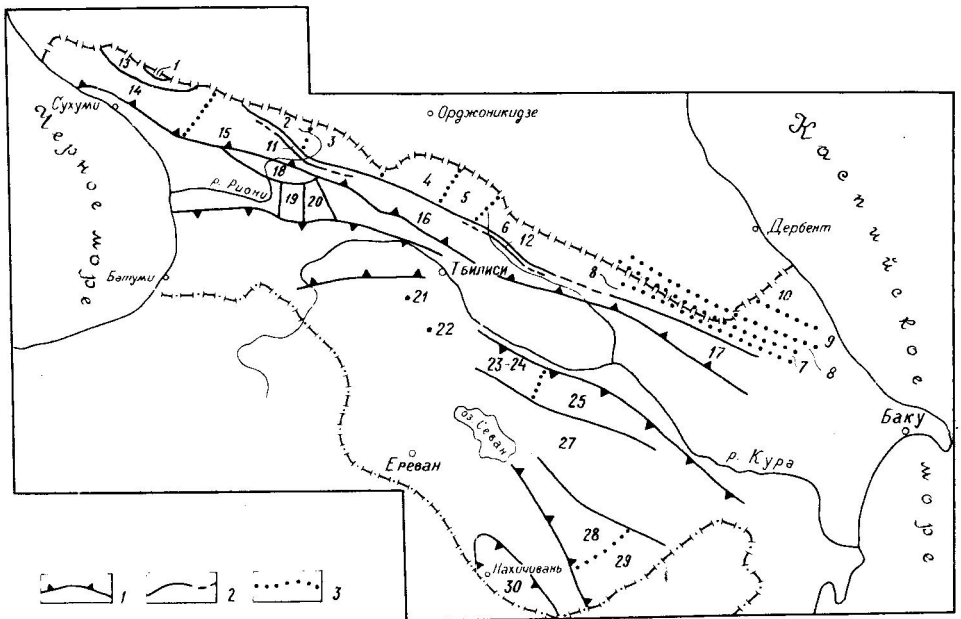 1
13
14
Сухуми
Орджоникидзе
2
3
11
15
18
4
5
Черное море
Каспийское море
р. Риони
19
20
16
6
12
Дербент
Батуми
Тбилиси
8
10
21
9
22
17
7
8
23-24
25
оз. Севан
27
Баку
Ереван
р. Кура
28
29
Нахичивань
30
1
2
3